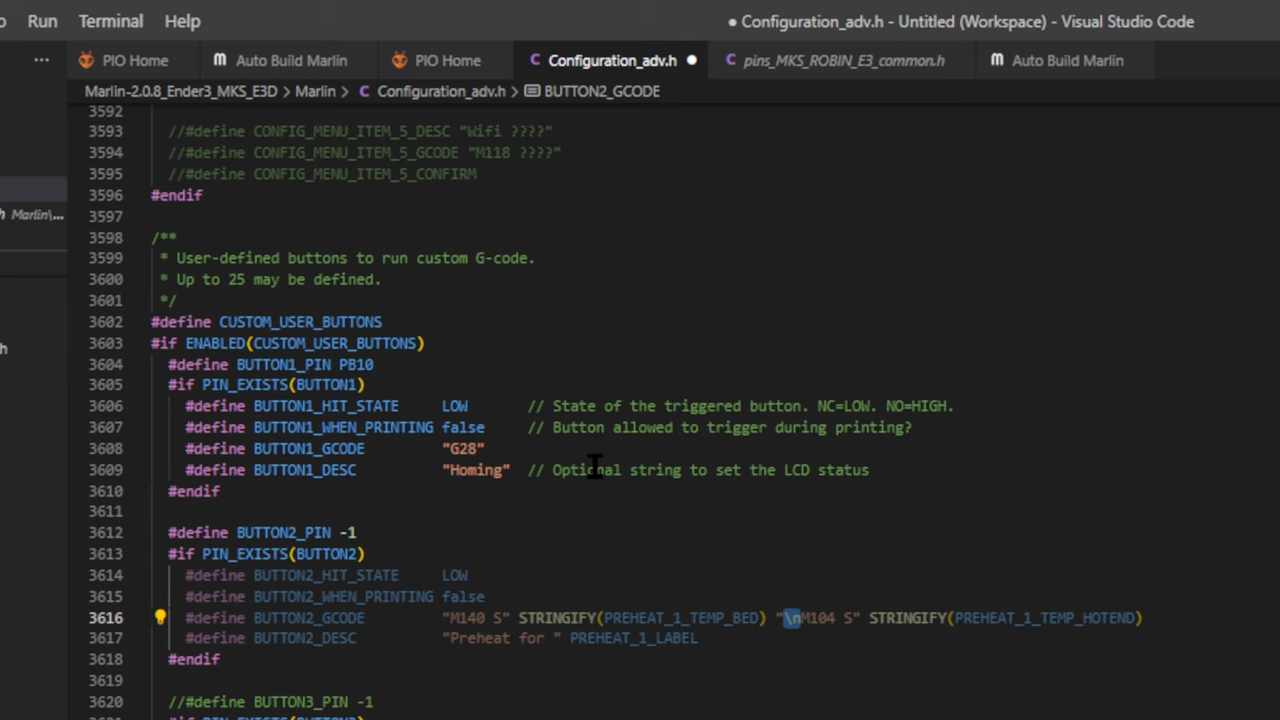 Run Terminal Help
● Configuration_adv.h - Untitled (Workspace) - Visual Studio Code
... PIO Home Auto Build Marlin PIO Home C Configuration_adv.h ● C pins_MKS_ROBIN_E3_common.h Auto Build Marlin
Marlin-2.0.8_Ender3_MKS_E3D > Marlin > C Configuration_adv.h > BUTTON2_GCODE
3592
3593 //#define CONFIG_MENU_ITEM_5_DESC "Wifi ????"
3594 //#define CONFIG_MENU_ITEM_5_GCODE "M118 ????"
3595 //#define CONFIG_MENU_ITEM_5_CONFIRM
3596 #endif
Marlin\...
3597
3598 /**
3599 * User-defined buttons to run custom G-code.
3600 * Up to 25 may be defined.
3601 */
3602 #define CUSTOM_USER_BUTTONS
3603 #if ENABLED(CUSTOM_USER_BUTTONS)
3604 #define BUTTON1_PIN PB10
3605 #if PIN_EXISTS(BUTTON1)
3606 #define BUTTON1_HIT_STATE LOW // State of the triggered button. NC=LOW. NO=HIGH.
3607 #define BUTTON1_WHEN_PRINTING false // Button allowed to trigger during printing?
3608 #define BUTTON1_GCODE "G28"
3609 #define BUTTON1_DESC "Homing" // Optional string to set the LCD status
3610 #endif
3611
3612 #define BUTTON2_PIN -1
3613 #if PIN_EXISTS(BUTTON2)
3614 #define BUTTON2_HIT_STATE LOW
3615 #define BUTTON2_WHEN_PRINTING false
3616 #define BUTTON2_GCODE "M140 S" STRINGIFY(PREHEAT_1_TEMP_BED) "\nM104 S" STRINGIFY(PREHEAT_1_TEMP_HOTEND)
3617 #define BUTTON2_DESC "Preheat for " PREHEAT_1_LABEL
3618 #endif
3619
3620 //#define BUTTON3_PIN -1